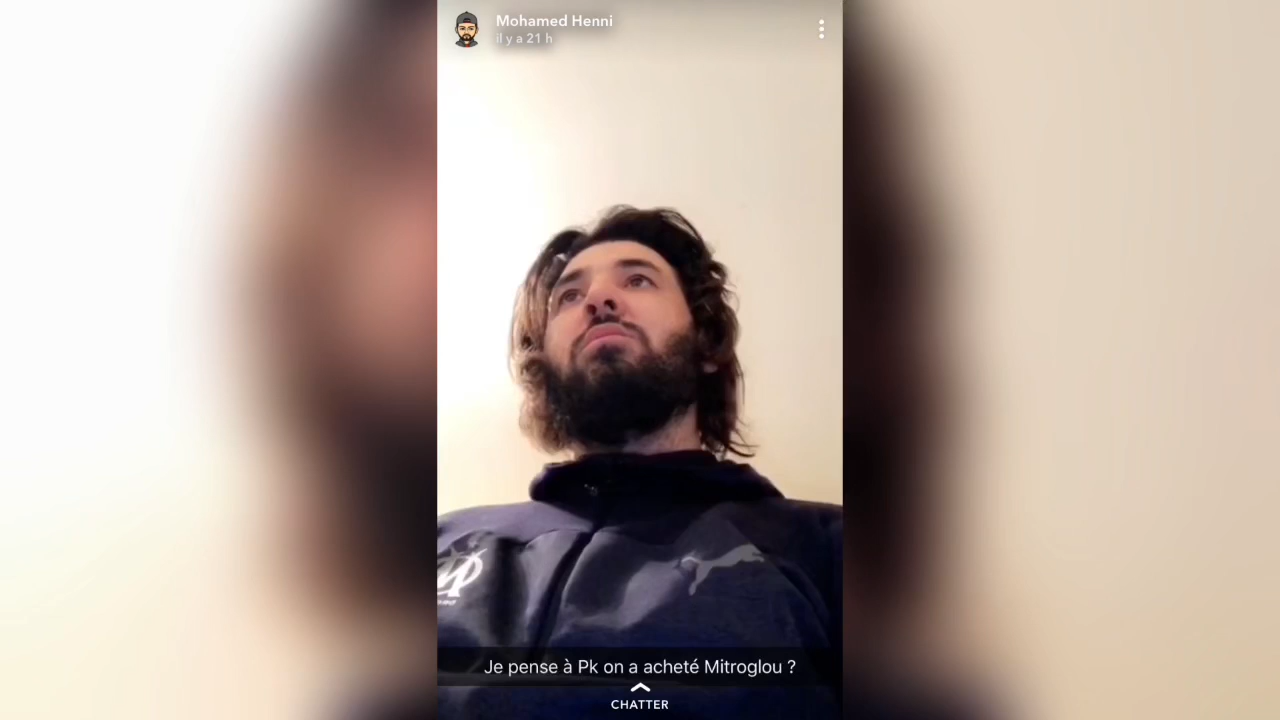 Mohamed Henni
il y a 21 h
Je pense à Pk on a acheté Mitroglou ?
CHATTER